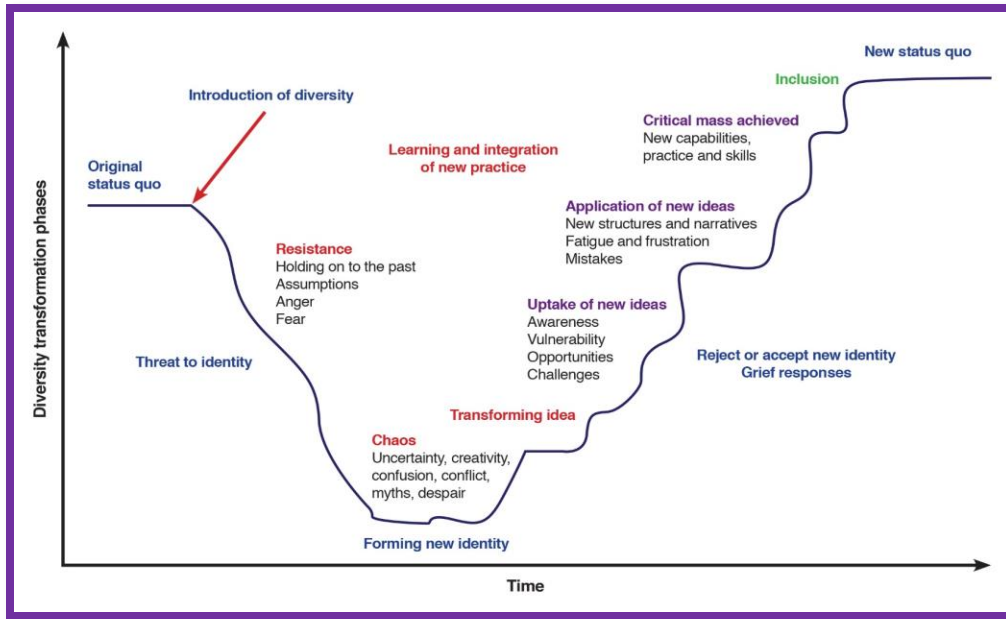 New status quo
Inclusion
Introduction of diversity
Critical mass achieved
New capabilities,
practice and skills
Learning and integration
of new practice
Original
status quo
Application of new ideas
New structures and narratives
Fatigue and frustration
Mistakes
Resistance
Holding on to the past
Assumptions
Anger
Fear
Uptake of new ideas
Awareness
Vulnerability
Opportunities
Challenges
Threat to identity
Reject or accept new identity
Grief responses
Transforming idea
Chaos
Uncertainty, creativity,
confusion, conflict,
myths, despair
Forming new identity
Diversity transformation phases
Time